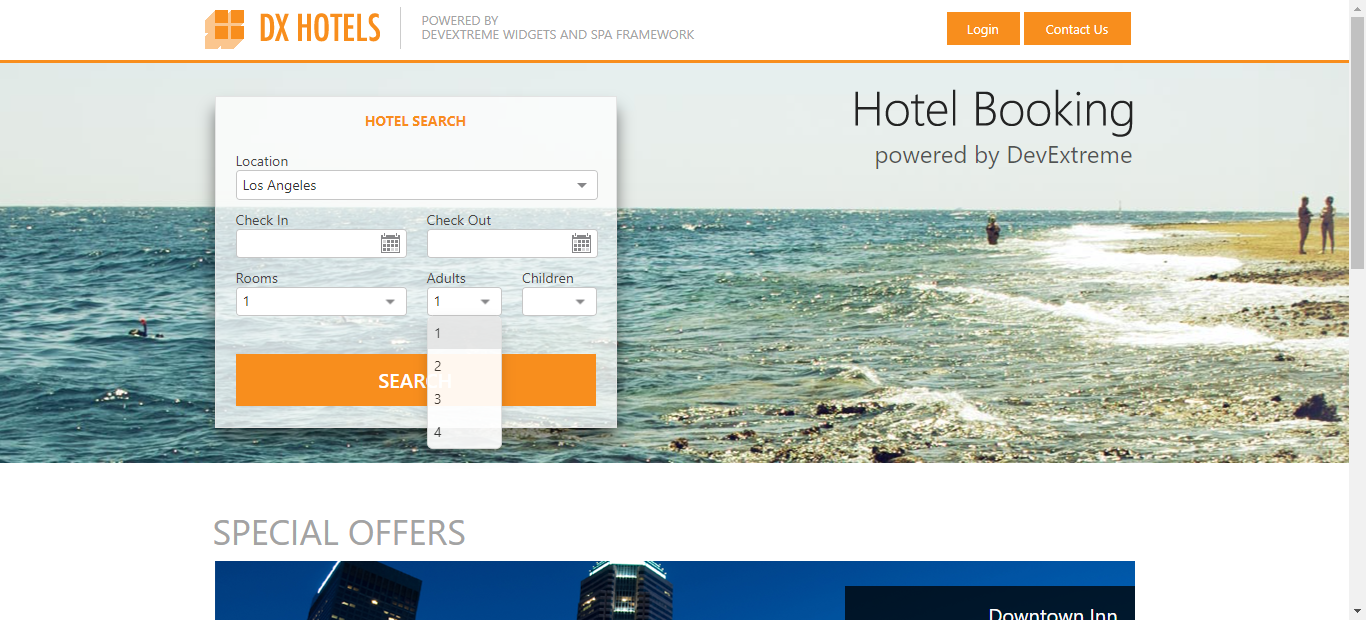 DX HOTELS
POWERED BY
DEVEXTREME WIDGETS AND SPA FRAMEWORK
Login
Contact Us
Hotel Booking
powered by DevExtreme
HOTEL SEARCH
Location
Los Angeles
Check In
Check Out
Rooms
Adults
Children
1
1
1
2
SEARCH
3
4
SPECIAL OFFERS
Downtown Inn